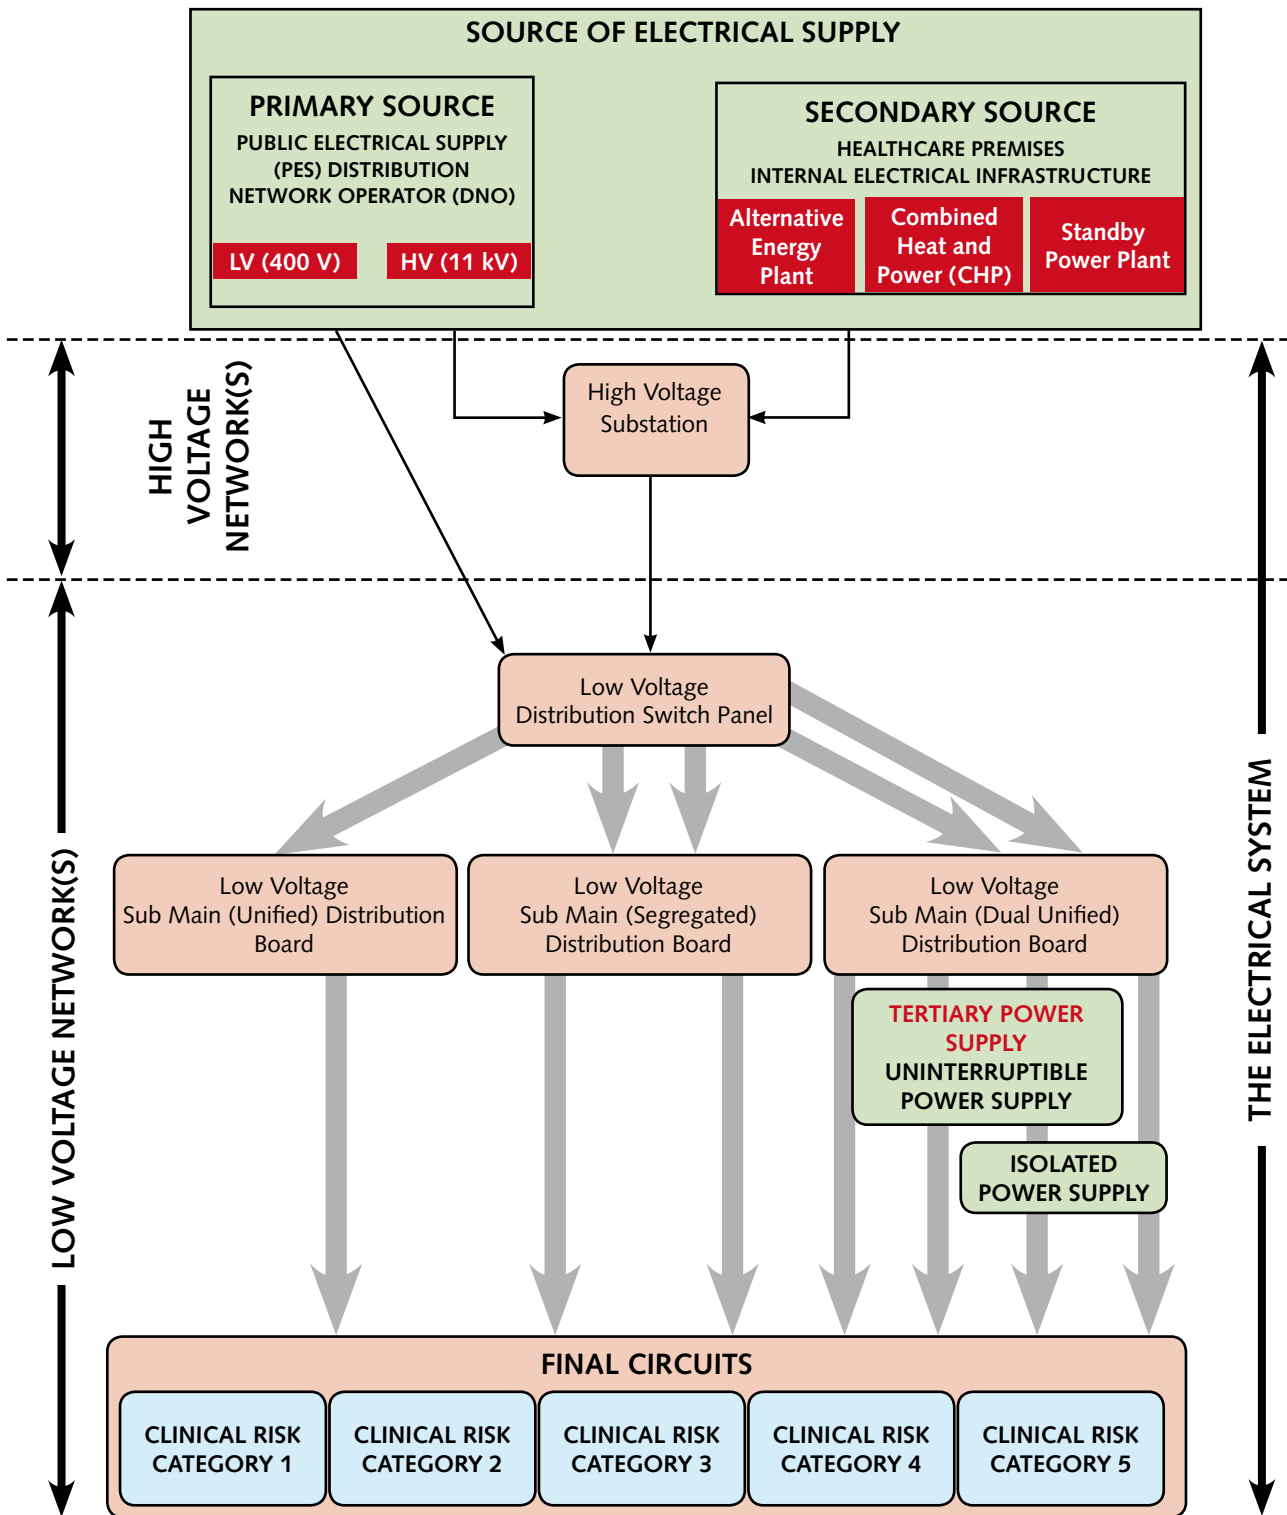 SOURCE OF ELECTRICAL SUPPLY
PRIMARY SOURCE
PUBLIC ELECTRICAL SUPPLY
(PES) DISTRIBUTION
NETWORK OPERATOR (DNO)
LV (400 V)
HV (11 kV)
SECONDARY SOURCE
HEALTHCARE PREMISES
INTERNAL ELECTRICAL INFRASTRUCTURE
Alternative
Energy
Plant
Combined
Heat and
Power (CHP)
Standby
Power Plant
HIGH
VOLTAGE
NETWORK(S)
High Voltage
Substation
Low Voltage
Distribution Switch Panel
LOW VOLTAGE NETWORK(S)
THE ELECTRICAL SYSTEM
Low Voltage
Sub Main (Unified) Distribution
Board
Low Voltage
Sub Main (Segregated)
Distribution Board
Low Voltage
Sub Main (Dual Unified)
Distribution Board
TERTIARY POWER
SUPPLY
UNINTERRUPTIBLE
POWER SUPPLY
ISOLATED
POWER SUPPLY
FINAL CIRCUITS
CLINICAL RISK
CATEGORY 1
CLINICAL RISK
CATEGORY 2
CLINICAL RISK
CATEGORY 3
CLINICAL RISK
CATEGORY 4
CLINICAL RISK
CATEGORY 5